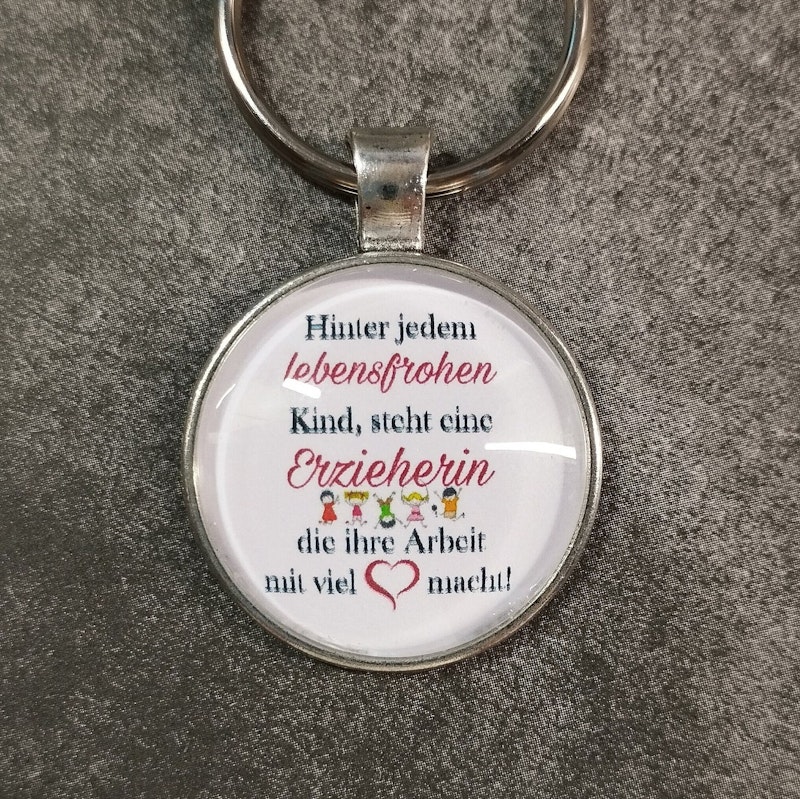 Hinter jedem
lebensfrohen
Kind, steht eine
Erzieherin
die ihre Arbeit
mit viel macht!